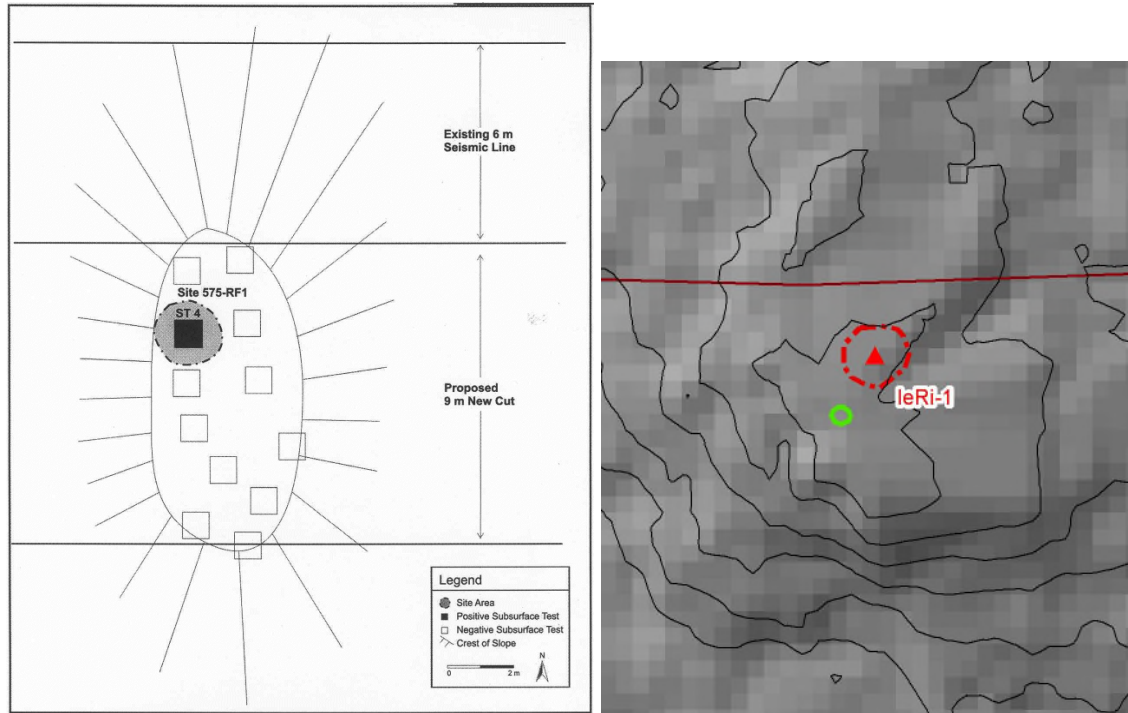 Existing 6 m
Seismic Line
Site 575-RF1
ST 4
Proposed
9 m New Cut
Legend
Site Area
Positive Subsurface Test
Negative Subsurface Test
Crest of Slope
0 2 m
N
IeRi-1